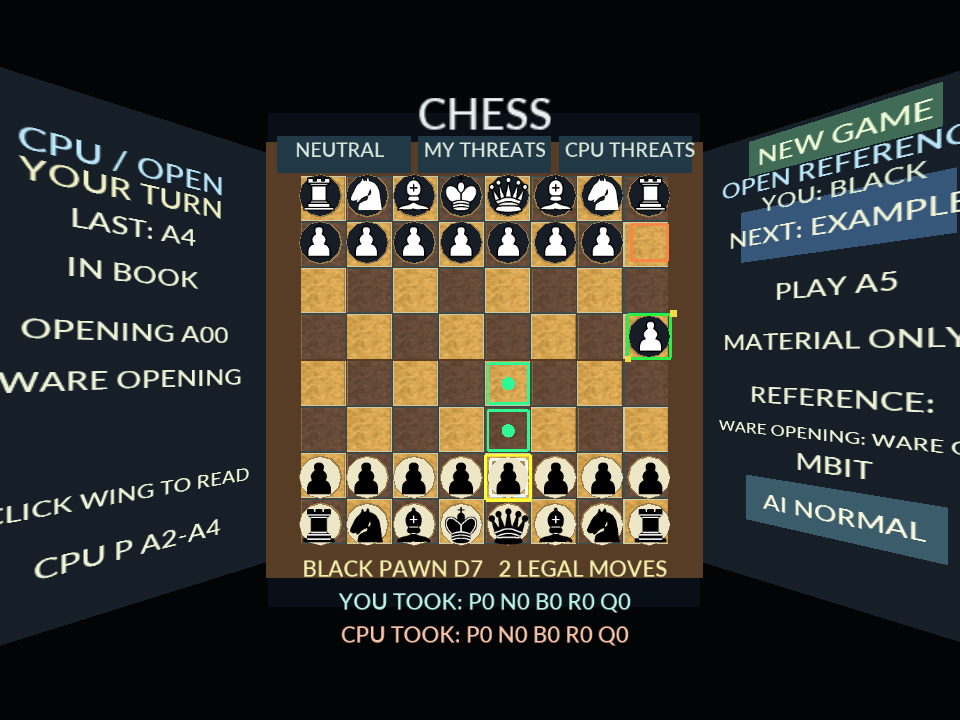 CHESS
NEUTRAL
MY THREATS
CPU THREATS
CPU / OPEN
YOUR TURN
LAST: A4
IN BOOK
OPENING A00
WARE OPENING
CLICK WING TO READ
CPU P A2-A4
NEW GAME
OPEN REFERENC
YOU: BLACK
NEXT: EXAMPLE
PLAY A5
MATERIAL ONLY
REFERENCE:
WARE OPENING: WARE
MBIT
AI NORMAL
BLACK PAWN D7 2 LEGAL MOVES
YOU TOOK: P0 N0 B0 R0 Q0
CPU TOOK: P0 N0 B0 R0 Q0